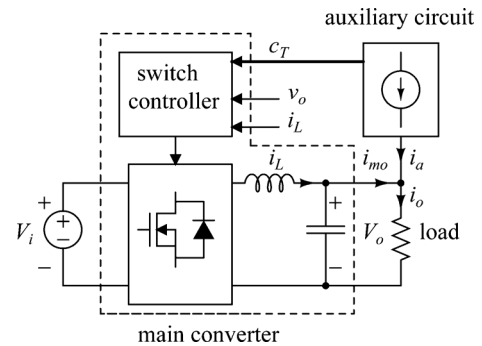 auxiliary circuit
c_T
switch
controller
v_o
i_L
i_L
i_mo
i_a
i_o
+
+
+
V_i
−
V_o
load
−
−
main converter